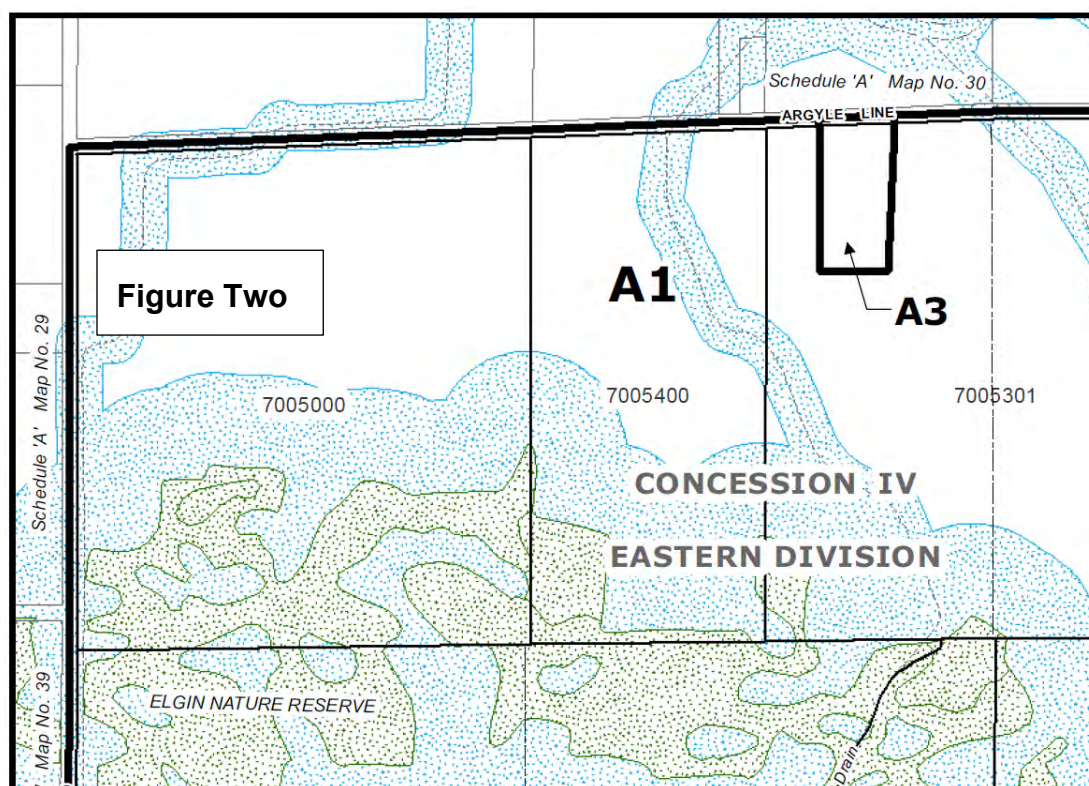 Schedule 'A' Map No. 30
ARGYLE LINE
Figure Two
A1
A3
Schedule 'A' Map No. 29
7005000
7005400
7005301
CONCESSION IV
EASTERN DIVISION
ELGIN NATURE RESERVE
Map No. 39
Drain